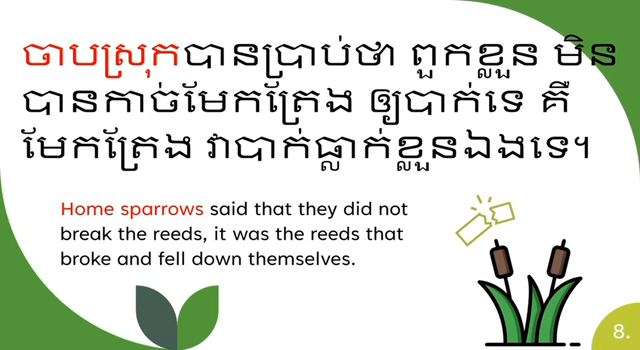 ចាបស្រុកបានប្រាប់ថា ពួកខ្លួន មិន
បានកាច់មែកត្រែង ឲ្យបាក់ទេ គឺ
មែកត្រែង វាបាក់ធ្លាក់ខ្លួនឯងទេ។
Home sparrows said that they did not
break the reeds, it was the reeds that
broke and fell down themselves.
8.